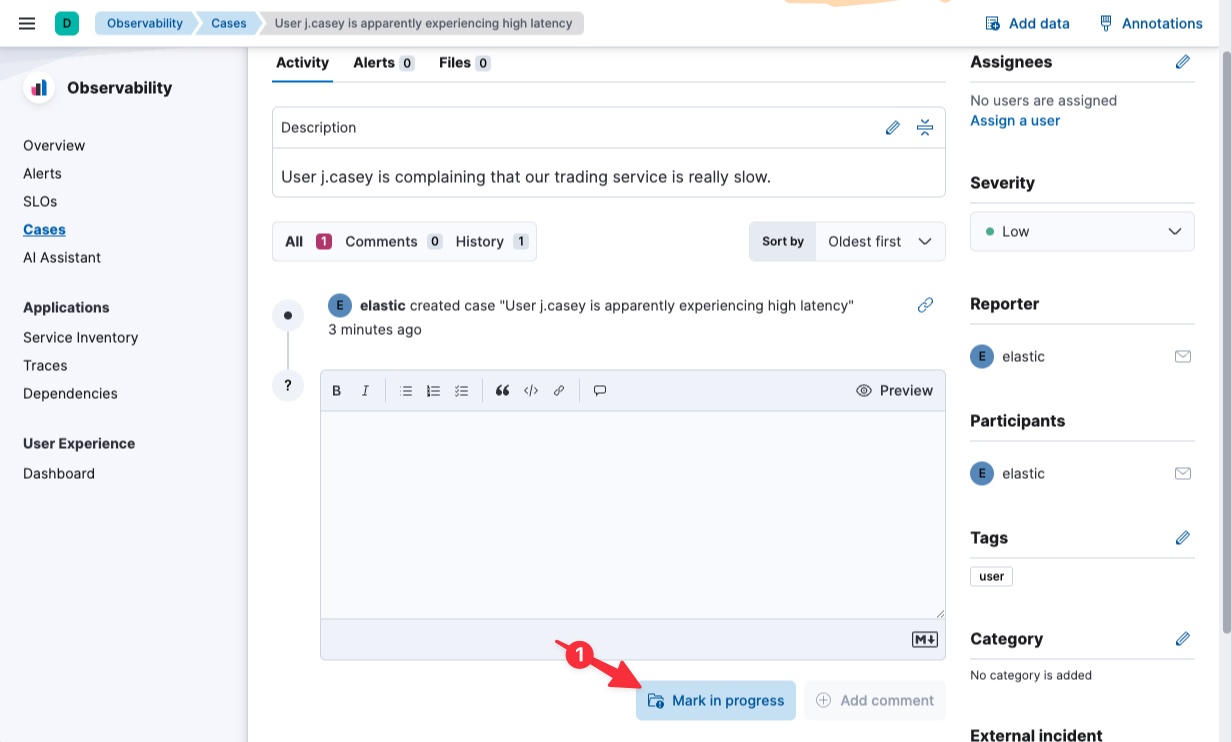 D Observability Cases User j.casey is apparently experiencing high latency Add data Annotations
Observability
Overview
Alerts
SLOs
Cases
AI Assistant
Applications
Service Inventory
Traces
Dependencies
User Experience
Dashboard
Activity Alerts 0 Files 0
Description
User j.casey is complaining that our trading service is really slow.
All 1 Comments 0 History 1 Sort by Oldest first
E elastic created case "User j.casey is apparently experiencing high latency"
3 minutes ago
?
B I Preview
M
1
Mark in progress Add comment
Assignees
No users are assigned
Assign a user
Severity
Low
Reporter
E elastic
Participants
E elastic
Tags
user
Category
No category is added
External incident